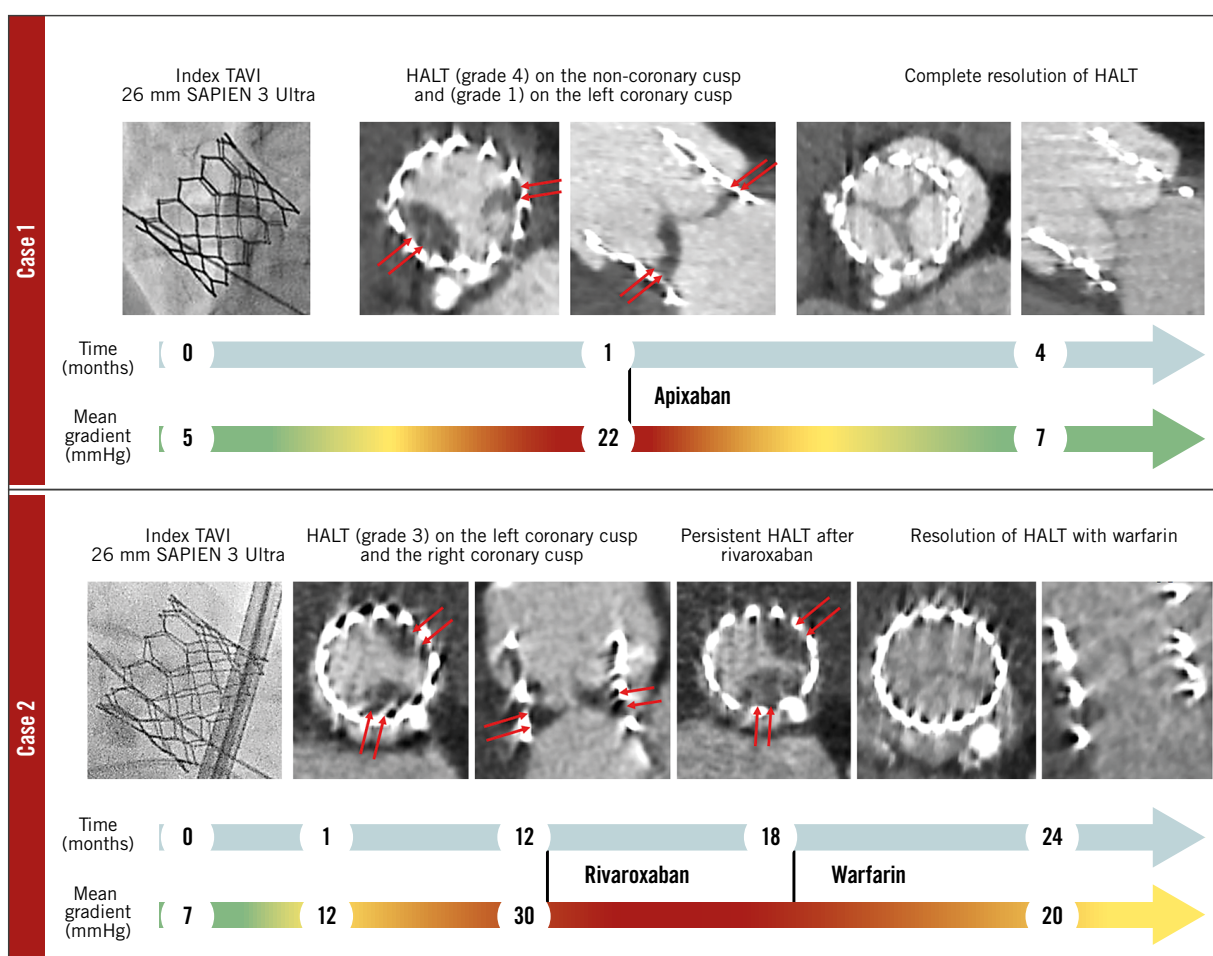 Case 1
Index TAVI
26 mm SAPIEN 3 Ultra
HALT (grade 4) on the non-coronary cusp
and (grade 1) on the left coronary cusp
Complete resolution of HALT
Time
(months)
0
1
4
Apixaban
Mean
gradient
(mmHg)
5
22
7
Case 2
Index TAVI
26 mm SAPIEN 3 Ultra
HALT (grade 3) on the left coronary cusp
and the right coronary cusp
Persistent HALT after
rivaroxaban
Resolution of HALT with warfarin
Time
(months)
0
1
12
18
24
Rivaroxaban
Warfarin
Mean
gradient
(mmHg)
7
12
30
20